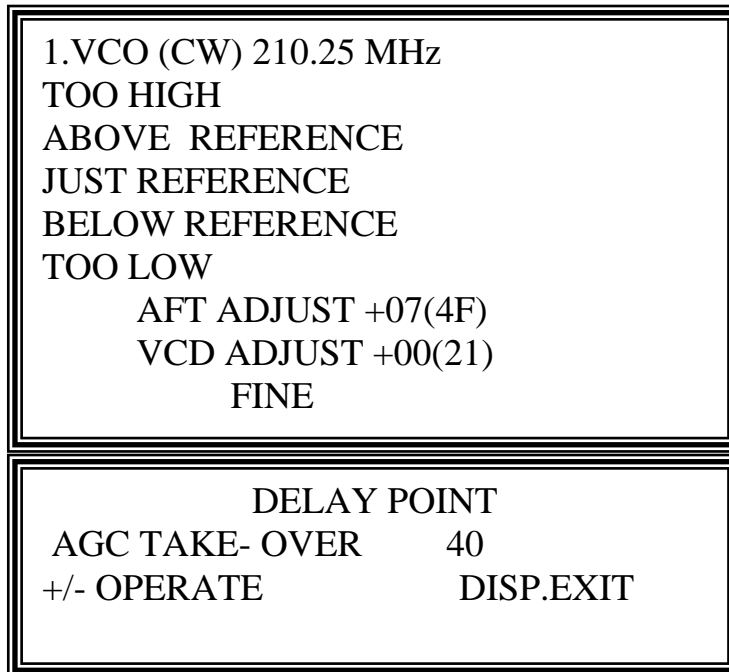 1.VCO (CW) 210.25 MHz
TOO HIGH
ABOVE REFERENCE
JUST REFERENCE
BELOW REFERENCE
TOO LOW
AFT ADJUST +07(4F)
VCD ADJUST +00(21)
FINE
DELAY POINT
AGC TAKE- OVER 40
+/- OPERATE DISP.EXIT